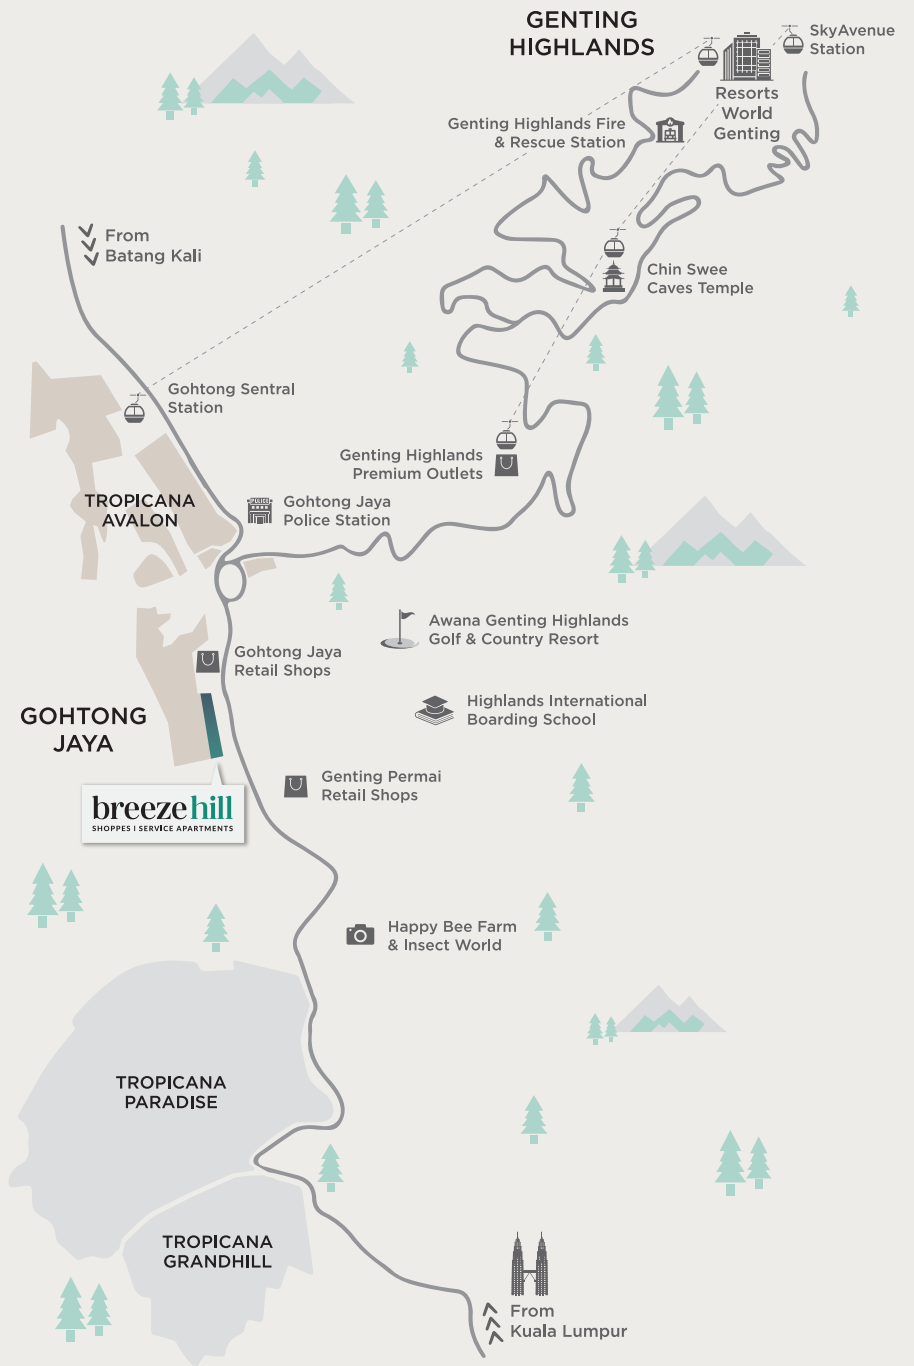 GENTING
HIGHLANDS
SkyAvenue
Station
Resorts
World
Genting
Genting Highlands Fire
& Rescue Station
From
Batang Kali
Chin Swee
Caves Temple
Gohtong Sentral
Station
Genting Highlands
Premium Outlets
TROPICANA
AVALON
POLICE
Gohtong Jaya
Police Station
Awana Genting Highlands
Golf & Country Resort
Gohtong Jaya
Retail Shops
Highlands International
Boarding School
GOHTONG
JAYA
Genting Permai
Retail Shops
breezehill
SHOPPES I SERVICE APARTMENTS
Happy Bee Farm
& Insect World
TROPICANA
PARADISE
TROPICANA
GRANDHILL
From
Kuala Lumpur